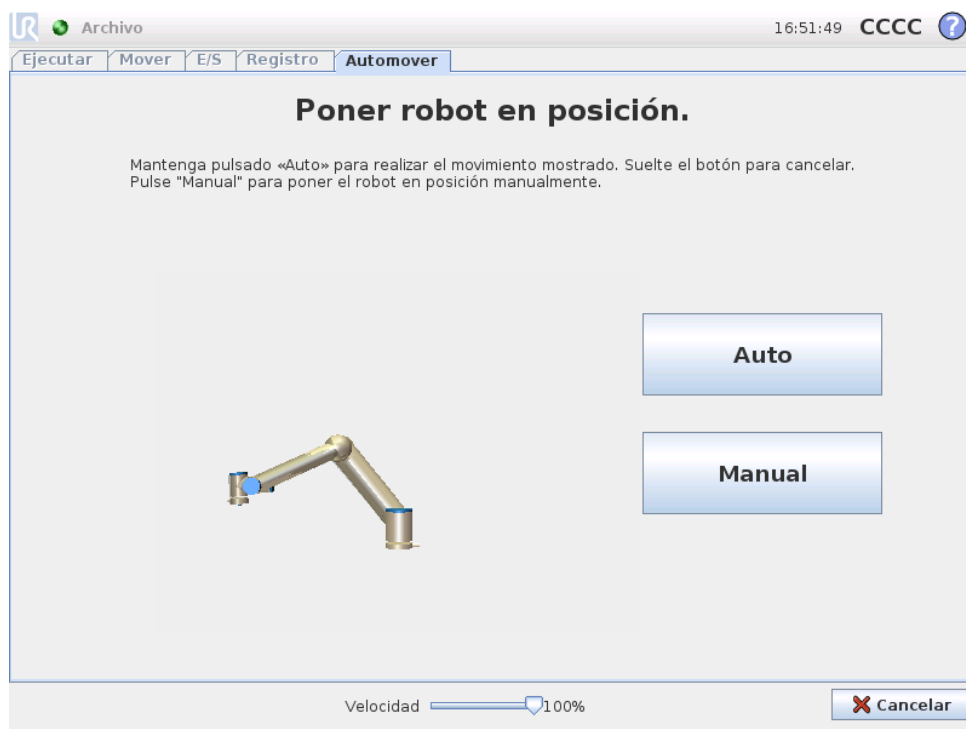 UR Archivo 16:51:49 CCCC ?
Ejecutar Mover E/S Registro Automover
Poner robot en posición.
Mantenga pulsado «Auto» para realizar el movimiento mostrado. Suelte el botón para cancelar.
Pulse "Manual" para poner el robot en posición manualmente.
Auto
Manual
Velocidad 100% Cancelar